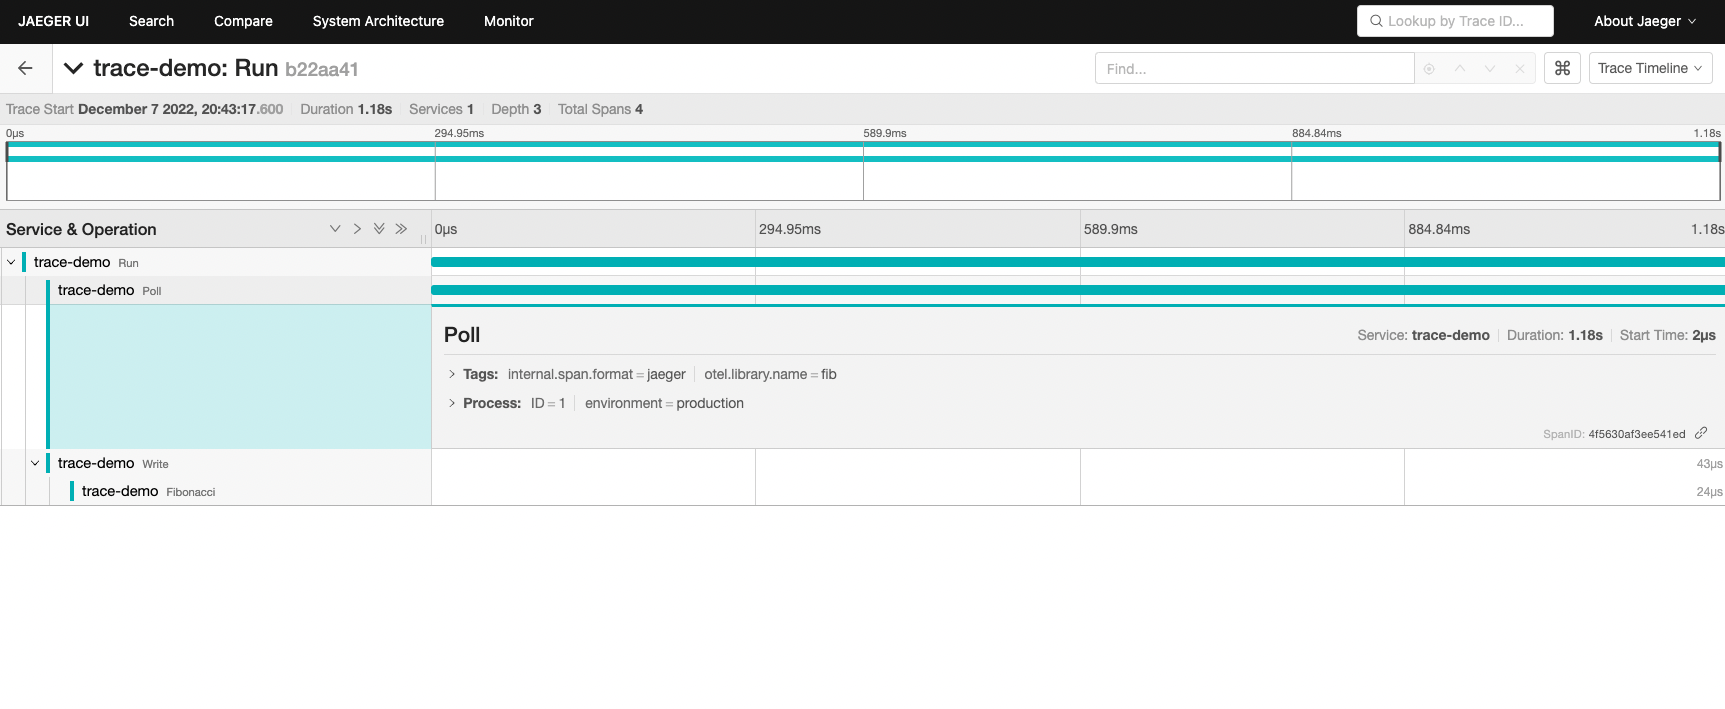 JAEGER UI Search Compare System Architecture Monitor Lookup by Trace ID... About Jaeger
trace-demo: Run b22aa41 Find... ⌘ Trace Timeline
Trace Start December 7 2022, 20:43:17.600 Duration 1.18s Services 1 Depth 3 Total Spans 4
0μs 294.95ms 589.9ms 884.84ms 1.18s
Service & Operation 0μs 294.95ms 589.9ms 884.84ms 1.18s
trace-demo Run
trace-demo Poll
Poll Service: trace-demo Duration: 1.18s Start Time: 2μs
Tags: internal.span.format = jaeger otel.library.name = fib
Process: ID = 1 environment = production
SpanID: 4f5630af3ee541ed
trace-demo Write 43μs
trace-demo Fibonacci 24μs